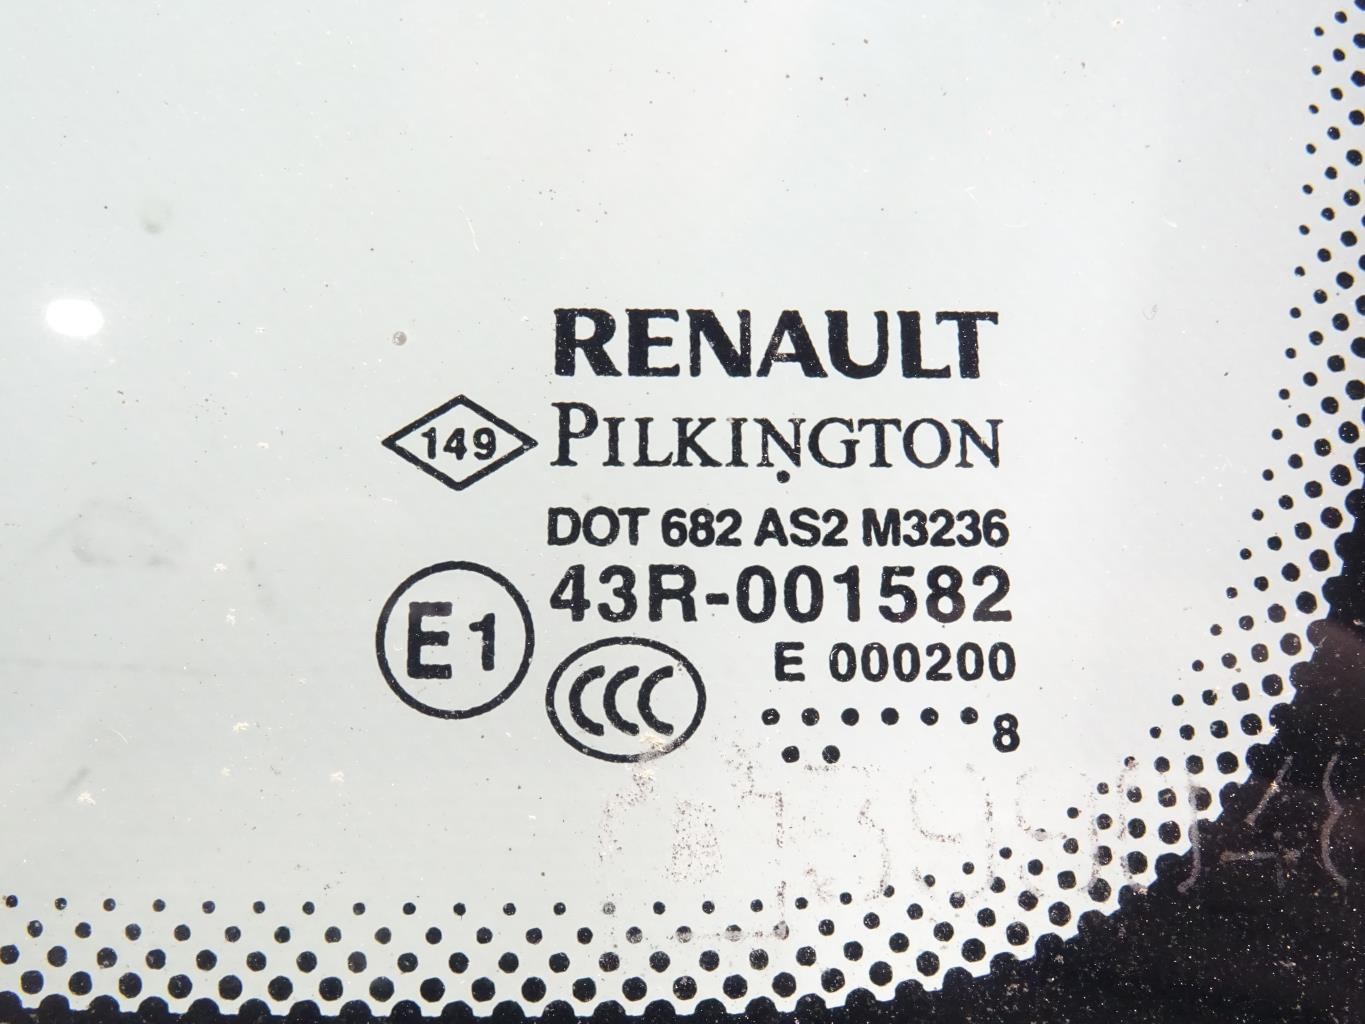 RENAULT
149 PILKINGTON
DOT 682 AS2 M3236
E1 43R-001582
CCC E 000200
8